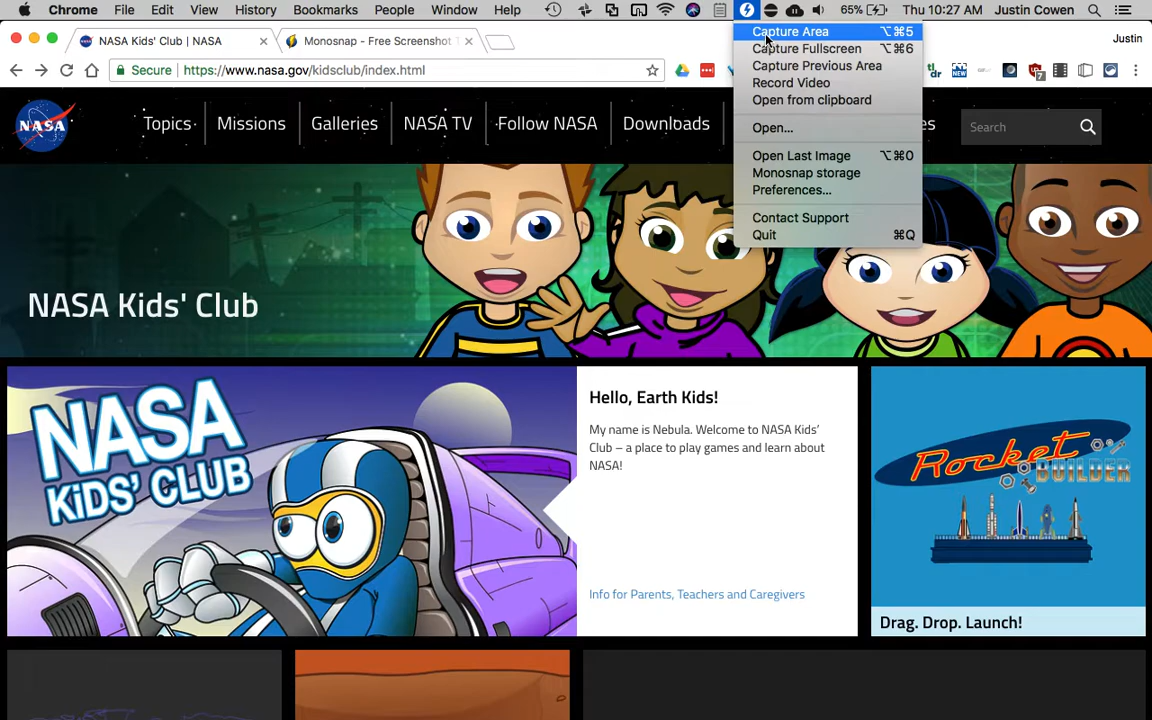 Chrome File Edit View History Bookmarks People Window Help 65% Thu 10:27 AM Justin Cowen
NASA Kids' Club | NASA Monosnap - Free Screenshot T Justin
Secure https://www.nasa.gov/kidsclub/index.html
tl;dr NEW 7
Capture Area ⌥⌘5
Capture Fullscreen ⌥⌘6
Capture Previous Area
Record Video
Open from clipboard
Open...
Open Last Image ⌥⌘0
Monosnap storage
Preferences...
Contact Support
Quit ⌘Q
NASA Topics Missions Galleries NASA TV Follow NASA Downloads es Search
NASA Kids' Club
NASA
KiDS' CLUB
Hello, Earth Kids!
My name is Nebula. Welcome to NASA Kids'
Club – a place to play games and learn about
NASA!
Info for Parents, Teachers and Caregivers
Rocket
BUILDER
Drag. Drop. Launch!